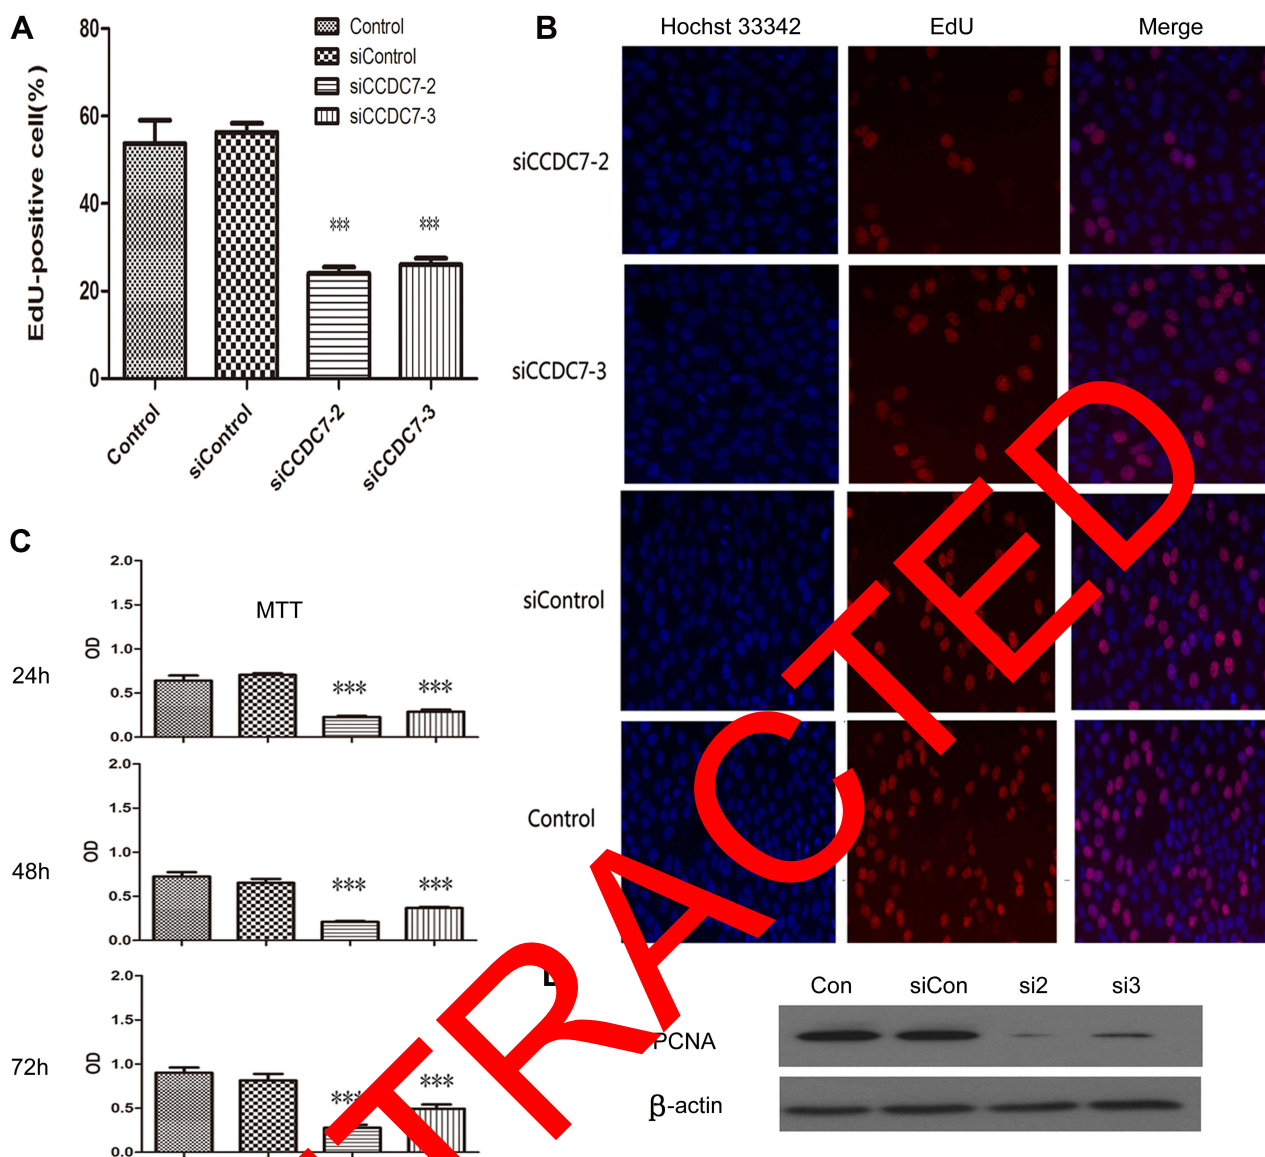 A
80
60
40
20
0
EdU-positive cell(%)
Control
siControl
siCCDC7-2
siCCDC7-3
***
***
Control
siControl
siCCDC7-2
siCCDC7-3
B
Hochst 33342
EdU
Merge
siCCDC7-2
siCCDC7-3
siControl
Control
C
MTT
24h
OD
2.0
1.5
1.0
0.5
0.0
***
***
48h
OD
2.0
1.5
1.0
0.5
0.0
***
***
72h
OD
2.0
1.5
1.0
0.5
0.0
***
***
Con
siCon
si2
si3
PCNA
β-actin
TRACTED